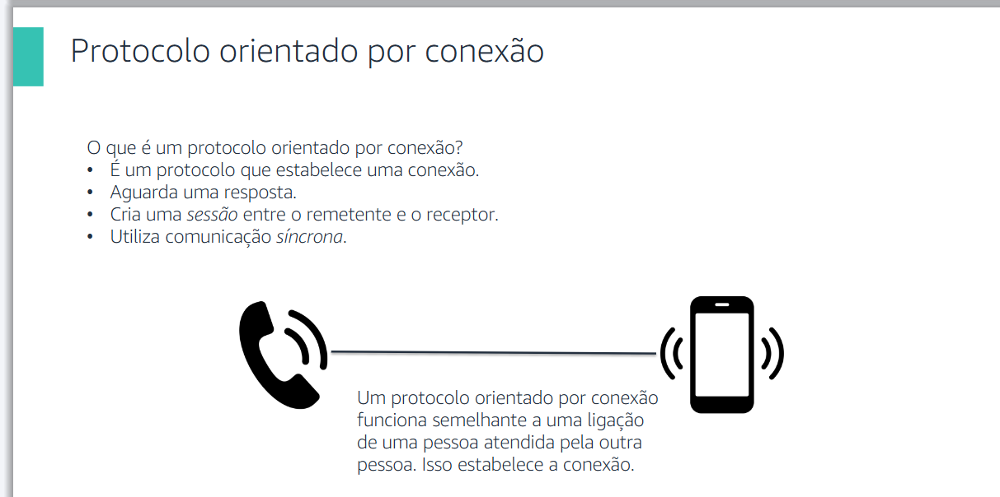 Protocolo orientado por conexão
O que é um protocolo orientado por conexão?
• É um protocolo que estabelece uma conexão.
• Aguarda uma resposta.
• Cria uma sessão entre o remetente e o receptor.
• Utiliza comunicação síncrona.
Um protocolo orientado por conexão
funciona semelhante a uma ligação
de uma pessoa atendida pela outra
pessoa. Isso estabelece a conexão.